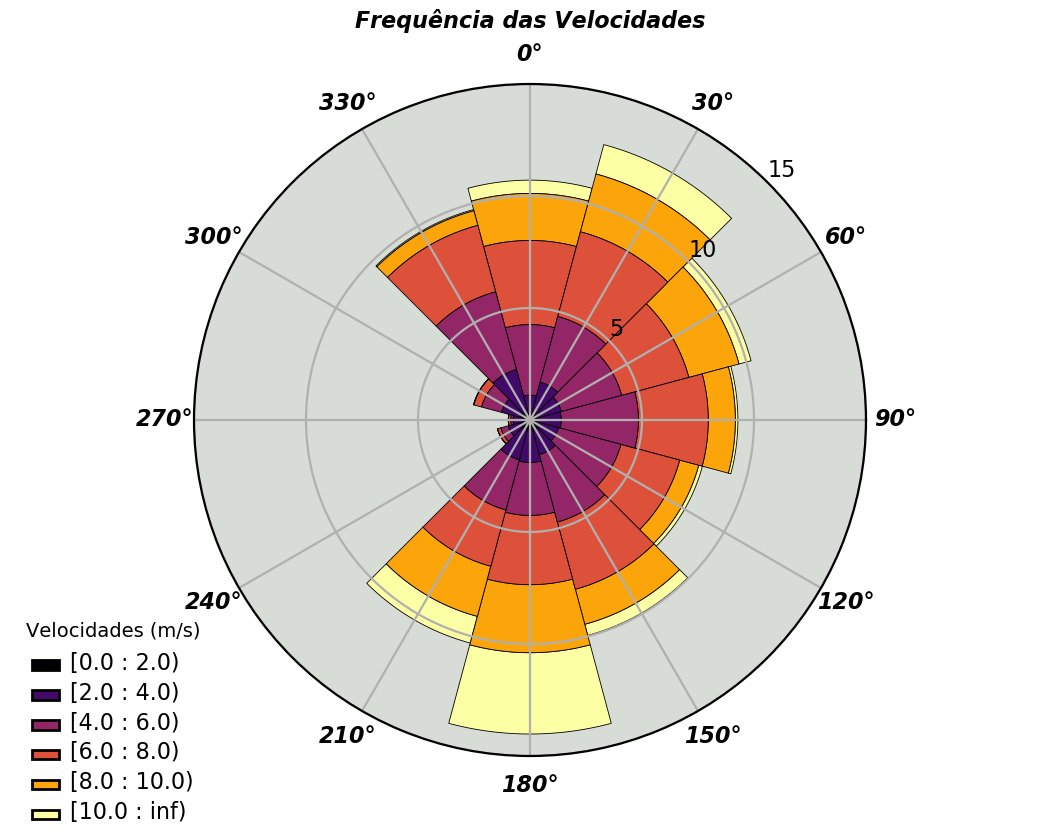 Frequência das Velocidades
0°
330°
30°
15
300°
60°
10
5
270°
90°
240°
120°
210°
150°
180°
Velocidades (m/s)
[0.0 : 2.0)
[2.0 : 4.0)
[4.0 : 6.0)
[6.0 : 8.0)
[8.0 : 10.0)
[10.0 : inf)